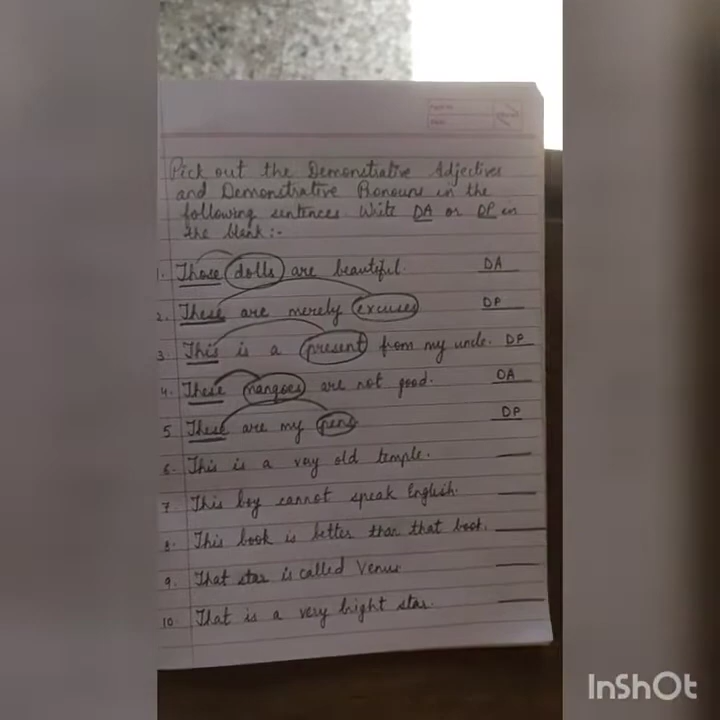 Pick out the Demonstrative Adjectives
and Demonstrative Pronouns in the
following sentences. Write DA or DP in
the blank:-
1. Those dolls are beautiful. DA
2. These are merely excuses DP
3. This is a present from my uncle. DP
4. These mangoes are not good. DA
5 These are my pens DP
6. This is a very old temple.
7. This boy cannot speak English.
8. This book is better than that book.
9. That star is called Venus
10 That is a very bright star.
InShOt